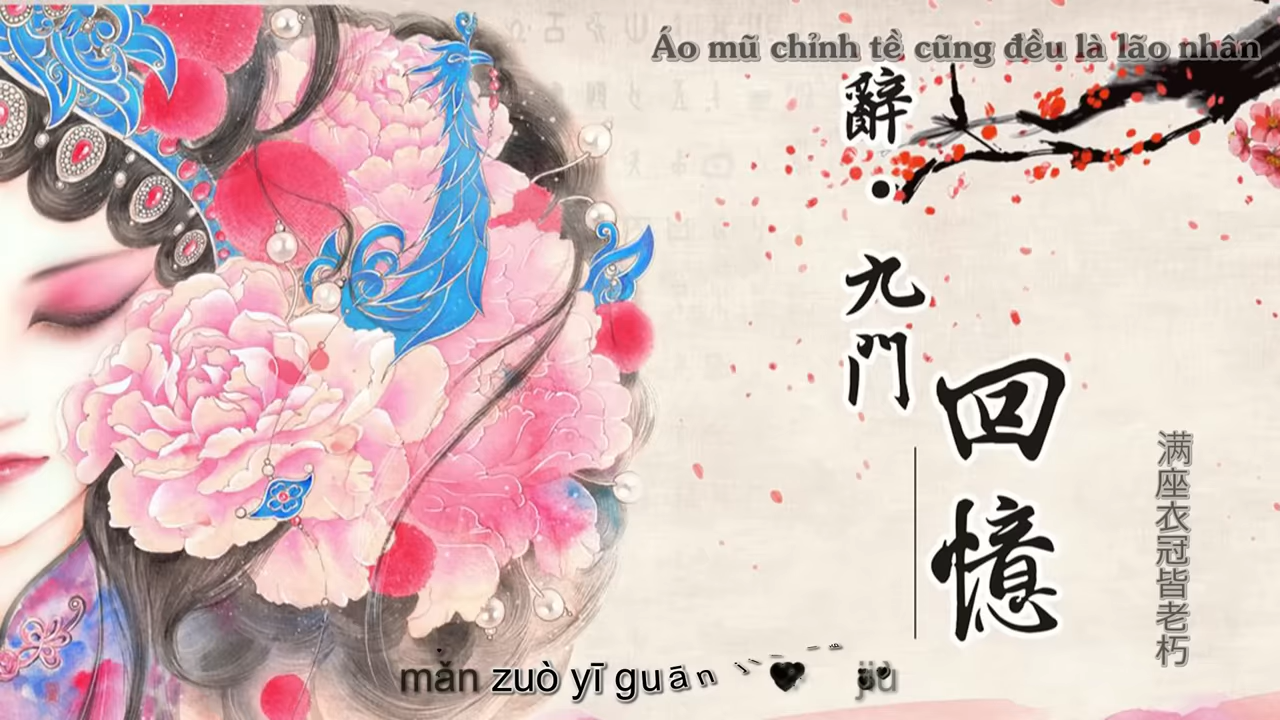 Áo mũ chỉnh tề cũng đều là lão nhân
辭·九門
回憶
满座衣冠皆老朽
mǎn zuò yī guān jiù